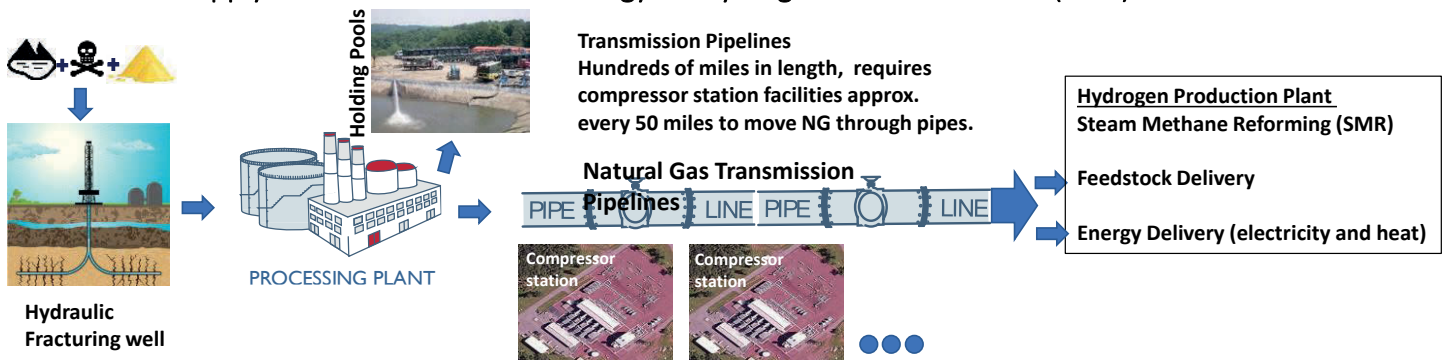 Holding Pools
Transmission Pipelines
Hundreds of miles in length, requires
compressor station facilities approx.
every 50 miles to move NG through pipes.
Hydrogen Production Plant
Steam Methane Reforming (SMR)
Feedstock Delivery
Energy Delivery (electricity and heat)
Natural Gas Transmission
Pipelines
PIPE LINE PIPE LINE
PROCESSING PLANT
Compressor
station
Compressor
station
Hydraulic
Fracturing well